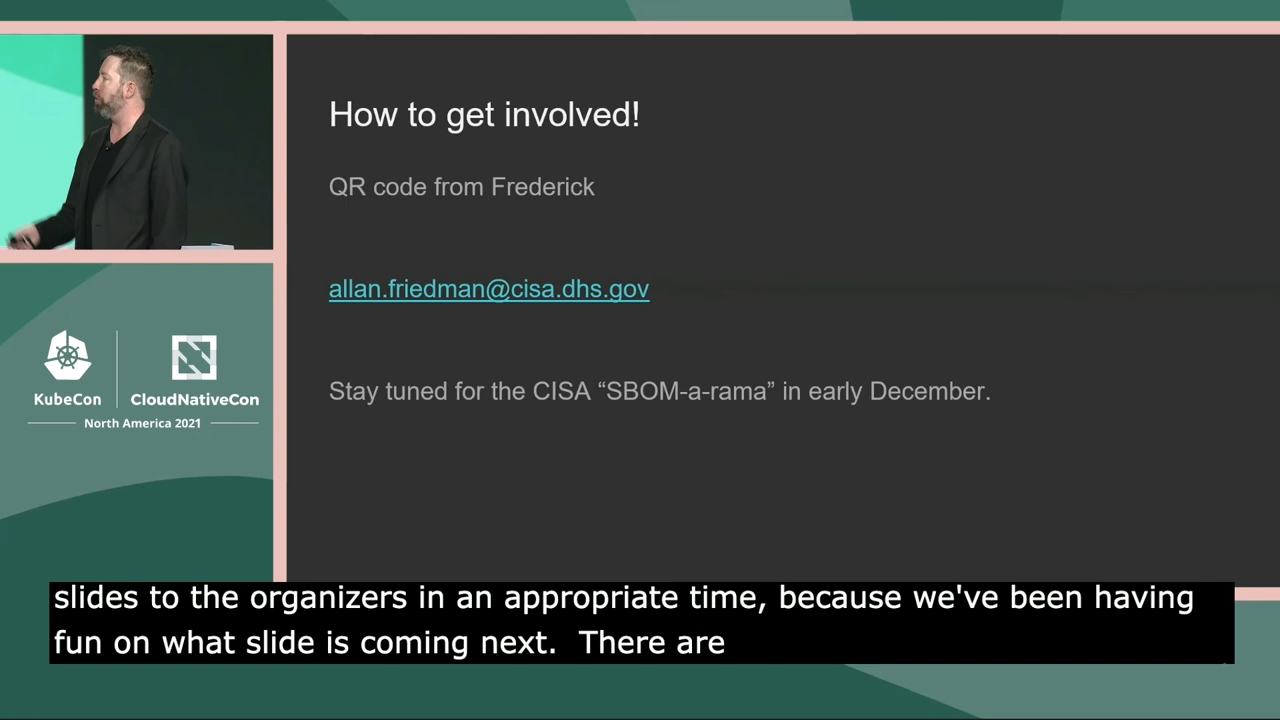 How to get involved!
QR code from Frederick
allan.friedman@cisa.dhs.gov
Stay tuned for the CISA “SBOM-a-rama” in early December.
KubeCon
CloudNativeCon
North America 2021
slides to the organizers in an appropriate time, because we've been having
fun on what slide is coming next.  There are